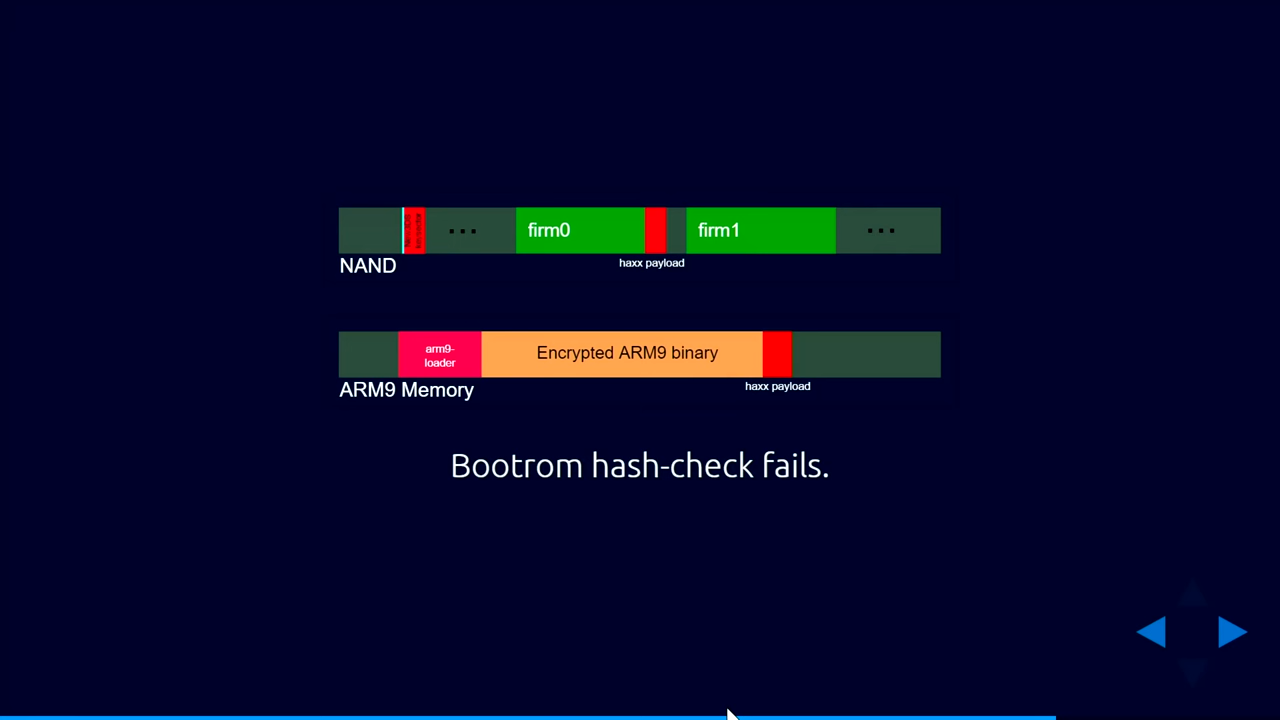 ... firm0 firm1 ...
haxx payload
NAND
arm9-
loader
Encrypted ARM9 binary
haxx payload
ARM9 Memory
Bootrom hash-check fails.